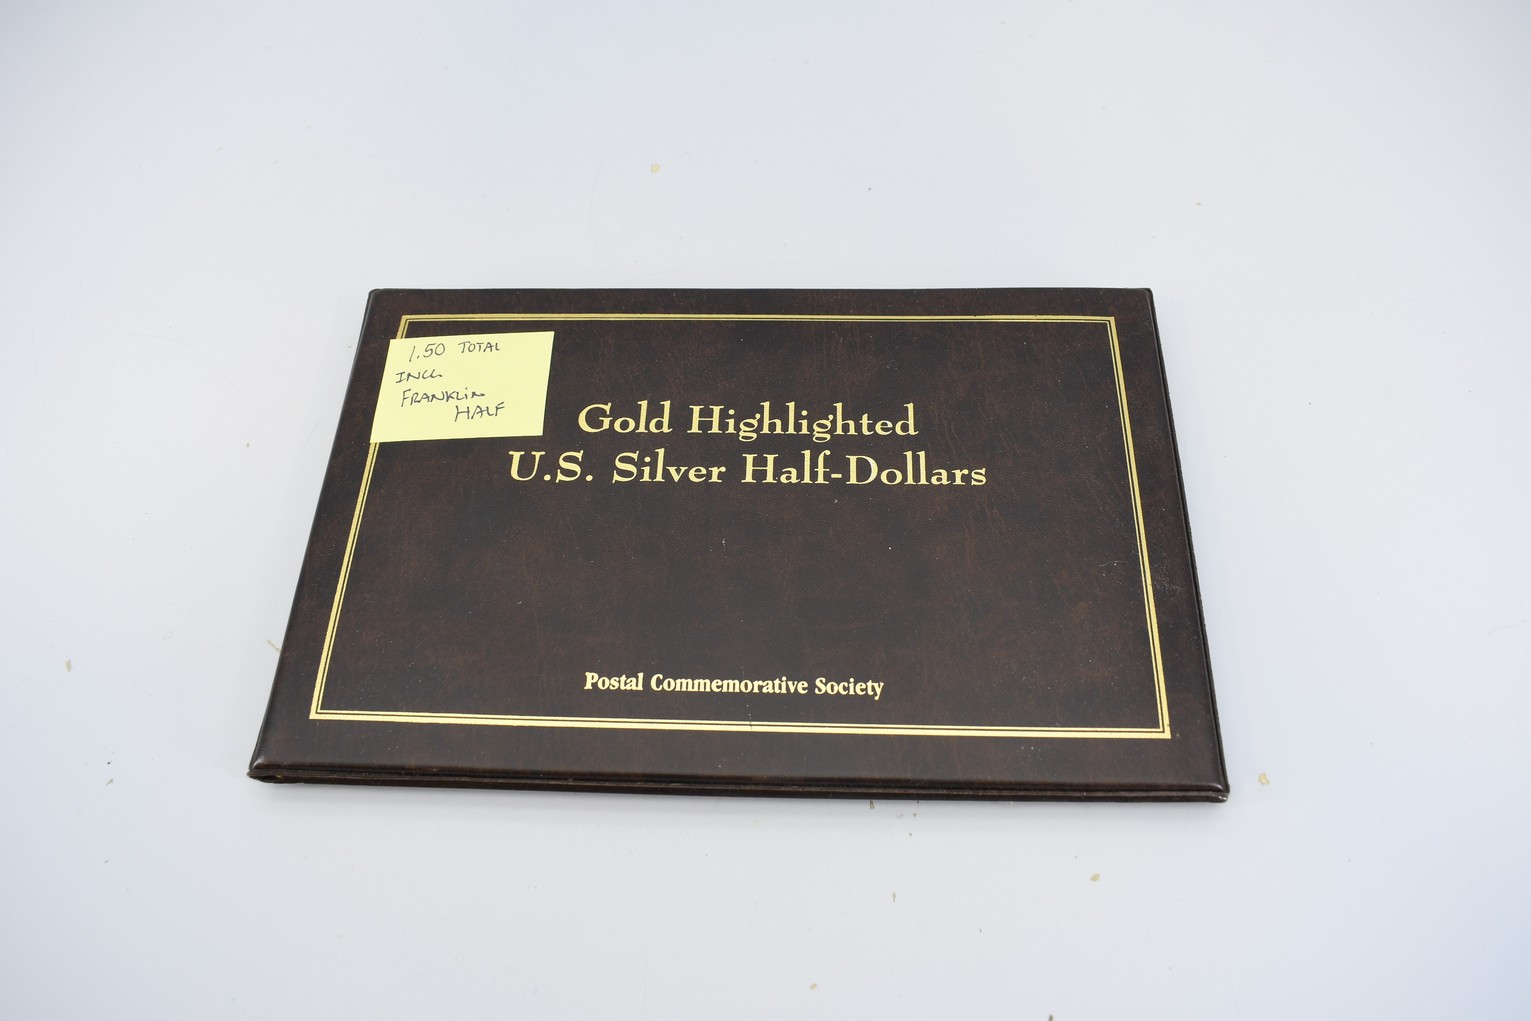 1.50 TOTAL
INCL.
FRANKLIN
HALF
Gold Highlighted
U.S. Silver Half-Dollars
Postal Commemorative Society